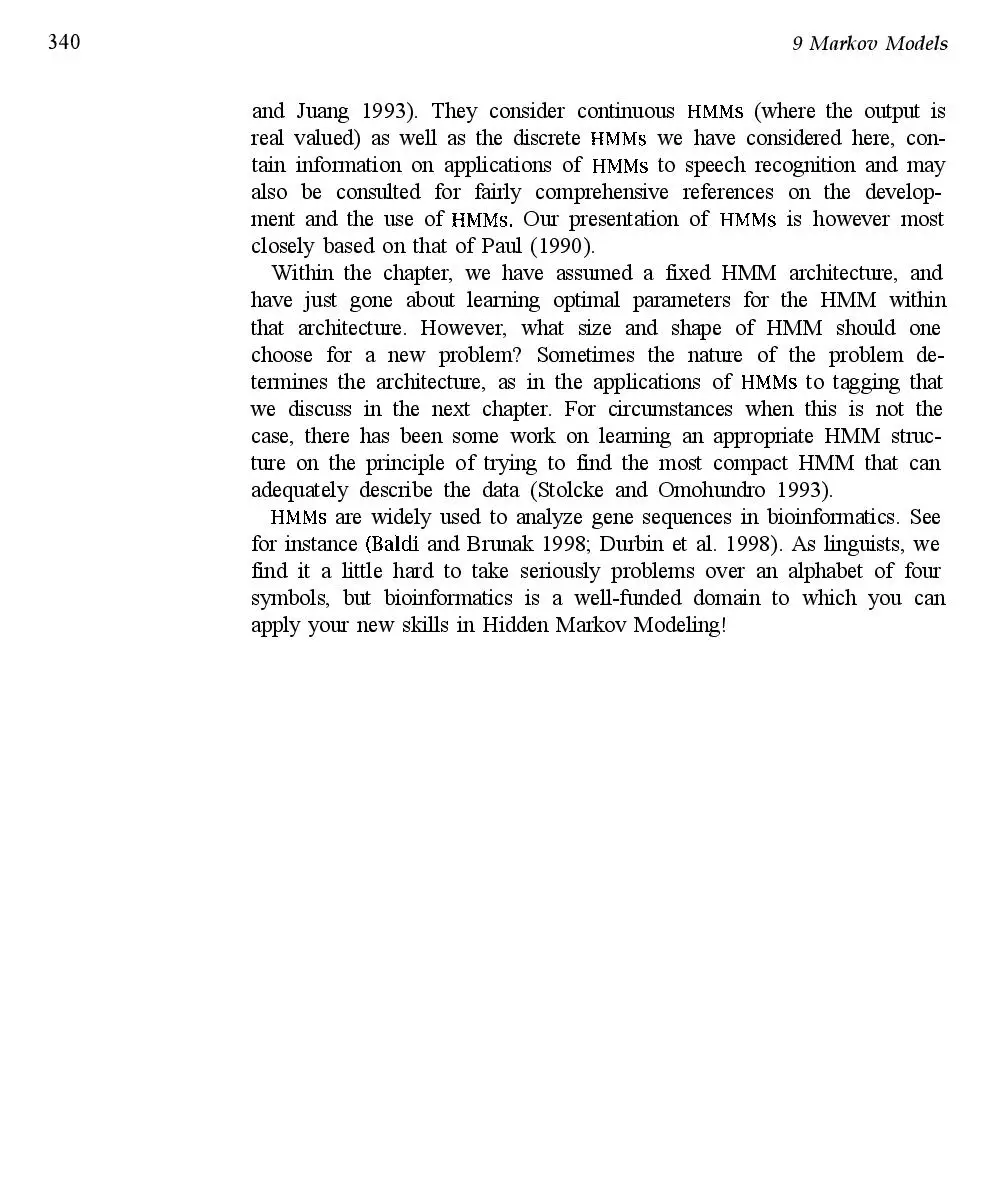 340
9 Markov Models
and Juang 1993). They consider continuous HMMs (where the output is
real valued) as well as the discrete HMMs we have considered here, con-
tain information on applications of HMMs to speech recognition and may
also be consulted for fairly comprehensive references on the develop-
ment and the use of HMMs. Our presentation of HMMs is however most
closely based on that of Paul (1990).
Within the chapter, we have assumed a fixed HMM architecture, and
have just gone about learning optimal parameters for the HMM within
that architecture. However, what size and shape of HMM should one
choose for a new problem? Sometimes the nature of the problem de-
termines the architecture, as in the applications of HMMs to tagging that
we discuss in the next chapter. For circumstances when this is not the
case, there has been some work on learning an appropriate HMM struc-
ture on the principle of trying to find the most compact HMM that can
adequately describe the data (Stolcke and Omohundro 1993).
HMMs are widely used to analyze gene sequences in bioinformatics. See
for instance (Baldi and Brunak 1998; Durbin et al. 1998). As linguists, we
find it a little hard to take seriously problems over an alphabet of four
symbols, but bioinformatics is a well-funded domain to which you can
apply your new skills in Hidden Markov Modeling!